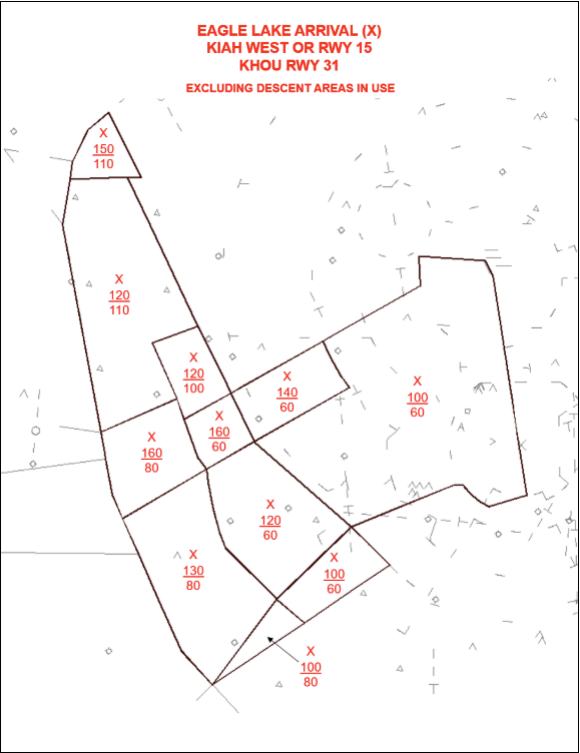 EAGLE LAKE ARRIVAL (X)
KIAH WEST OR RWY 15
KHOU RWY 31
EXCLUDING DESCENT AREAS IN USE
X
150
110
X
120
110
X
120
100
X
140
60
X
100
60
X
160
60
X
160
80
X
120
60
X
130
80
X
100
60
X
100
80